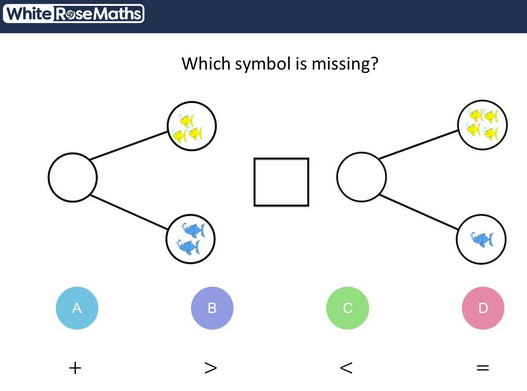 White Rose Maths
Which symbol is missing?
A B C D
+ > < =